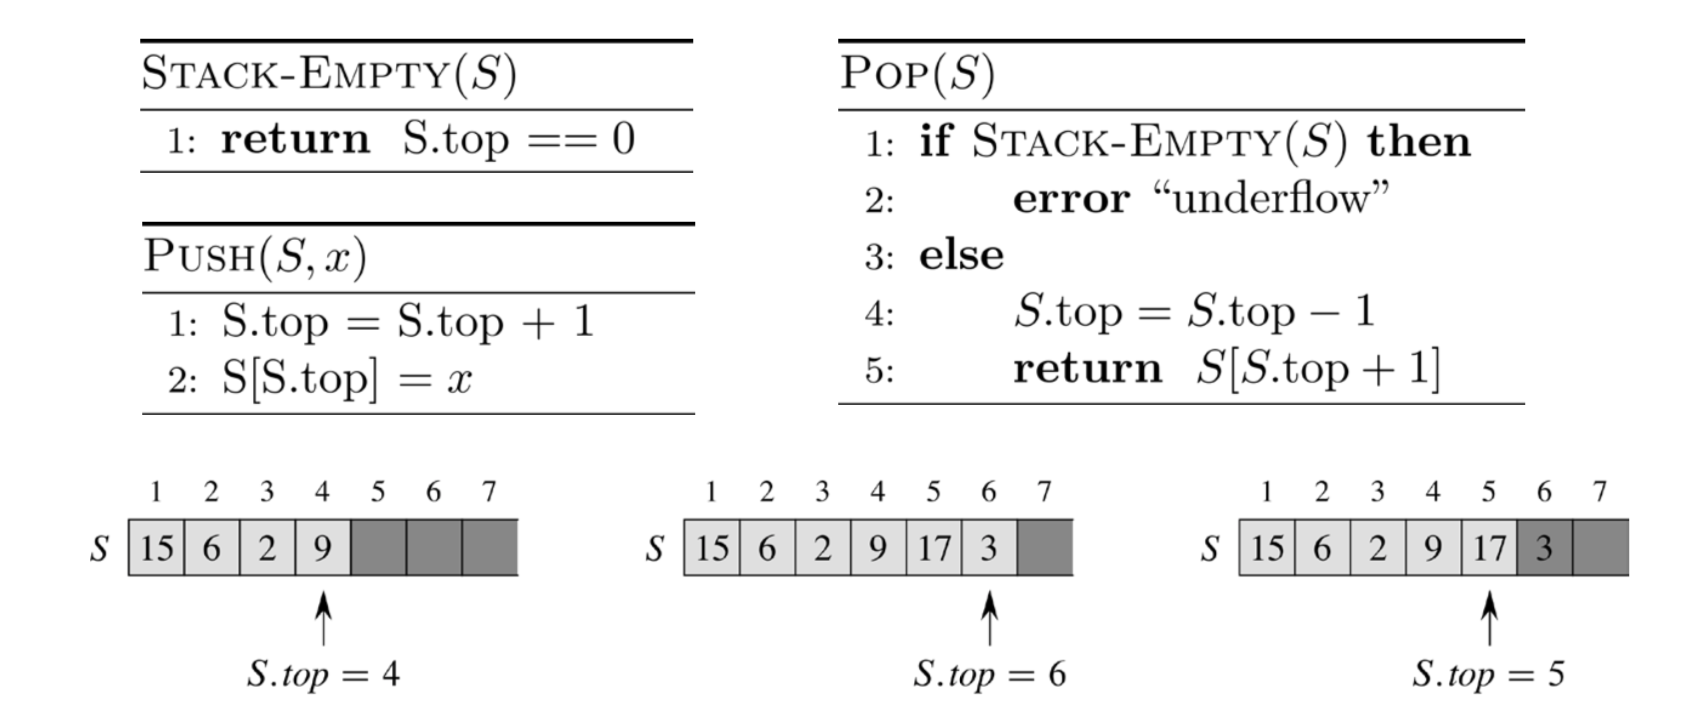 STACK-EMPTY(S)
1: return S.top == 0
PUSH(S, x)
1: S.top = S.top + 1
2: S[S.top] = x
POP(S)
1: if STACK-EMPTY(S) then
2: error “underflow”
3: else
4: S.top = S.top − 1
5: return S[S.top + 1]
1 2 3 4 5 6 7
S 15 6 2 9
S.top = 4
1 2 3 4 5 6 7
S 15 6 2 9 17 3
S.top = 6
1 2 3 4 5 6 7
S 15 6 2 9 17 3
S.top = 5